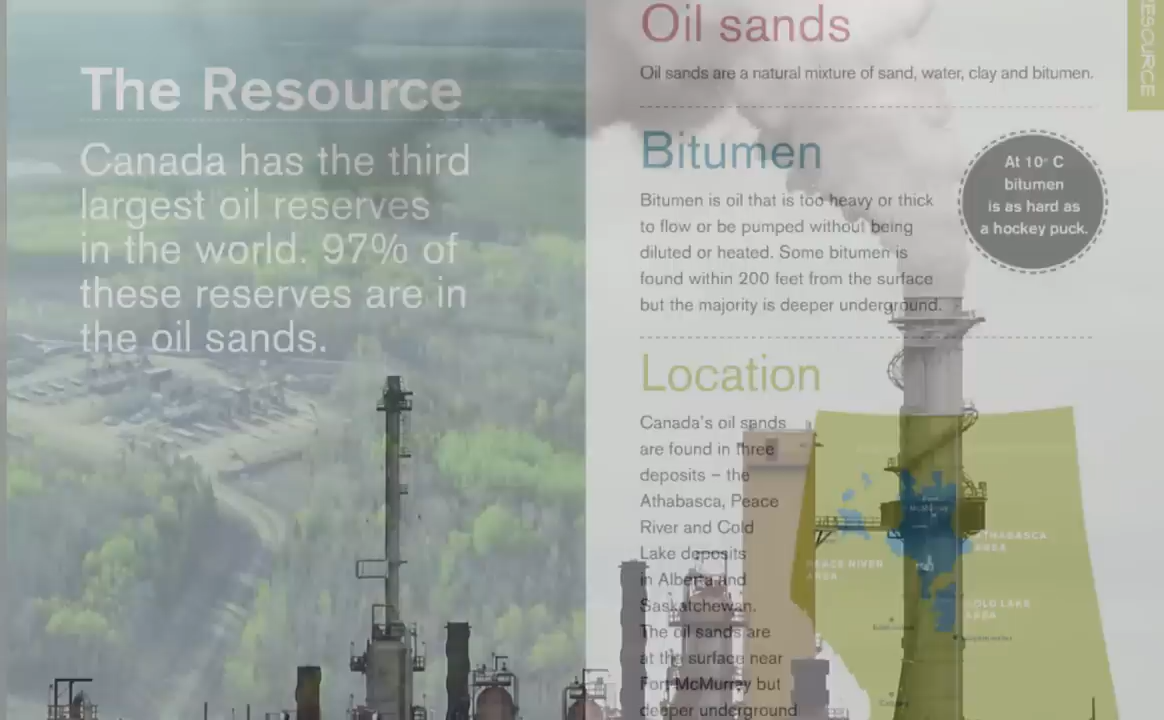 The Resource
Canada has the third
largest oil reserves
in the world. 97% of
these reserves are in
the oil sands.
Oil sands
Oil sands are a natural mixture of sand, water, clay and bitumen.
Bitumen
Bitumen is oil that is too heavy or thick
to flow or be pumped without being
diluted or heated. Some bitumen is
found within 200 feet from the surface
but the majority is deeper underground.
At 10° C
bitumen
is as hard as
a hockey puck.
Location
Canada's oil sands
are found in three
deposits – the
Athabasca, Peace
River and Cold
Lake deposits
in Alberta and
Saskatchewan.
The oil sands are
at the surface near
Fort McMurray but
deeper underground
RESOURCE
Fort
McMurray
ATHABASCA
AREA
PEACE RIVER
AREA
COLD LAKE
AREA